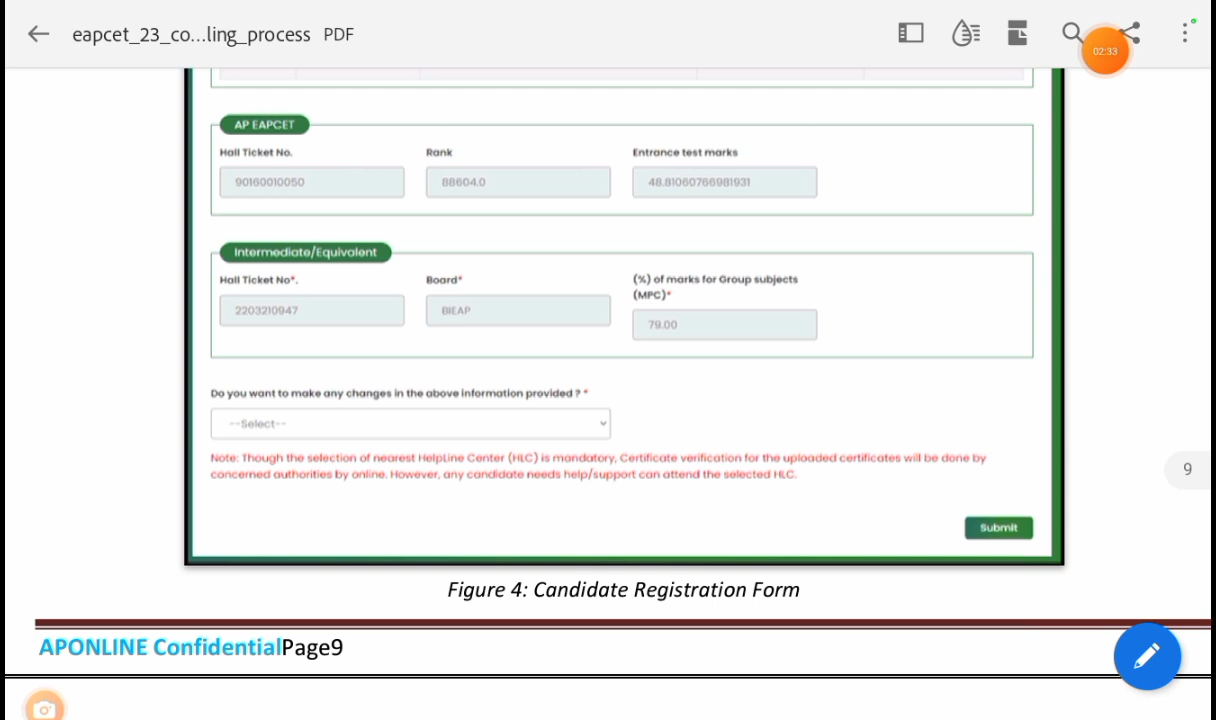 eapcet_23_co...ling_process PDF
02:33
AP EAPCET
Hall Ticket No. Rank Entrance test marks
90160010050 88604.0 48.81060766981931
Intermediate/Equivalent
Hall Ticket No*. Board* (%) of marks for Group subjects
(MPC)*
2203210947 BIEAP 79.00
Do you want to make any changes in the above information provided ? *
--Select--
Note: Though the selection of nearest HelpLine Center (HLC) is mandatory, Certificate verification for the uploaded certificates will be done by
concerned authorities by online. However, any candidate needs help/support can attend the selected HLC.
9
Submit
Figure 4: Candidate Registration Form
APONLINE ConfidentialPage9